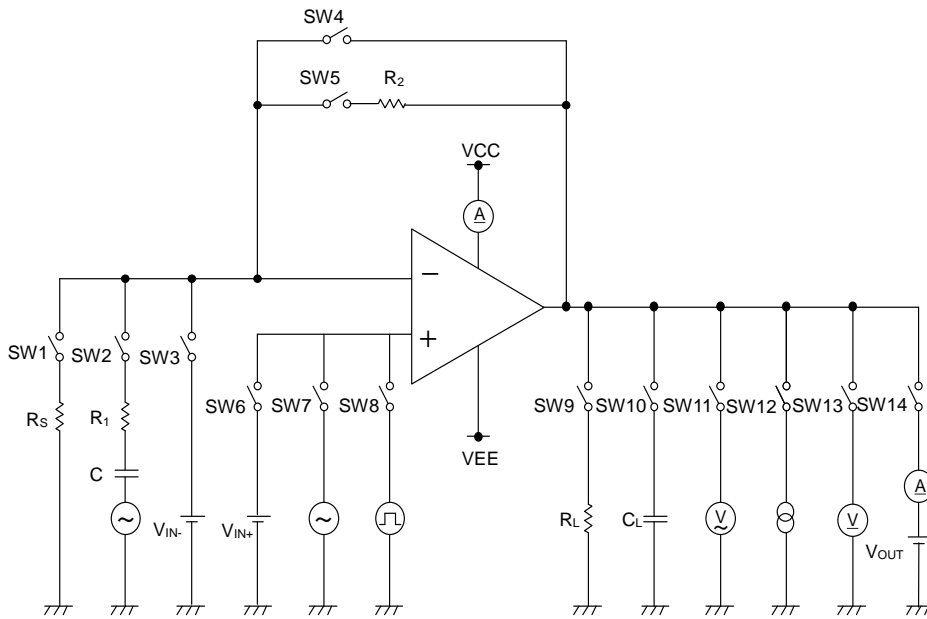 SW4
SW5 R2
VCC
A
−
+
SW1 SW2 SW3
SW6 SW7 SW8
SW9 SW10 SW11 SW12 SW13 SW14
VEE
RS R1
C
VIN- VIN+
RL CL
V
V
A
VOUT